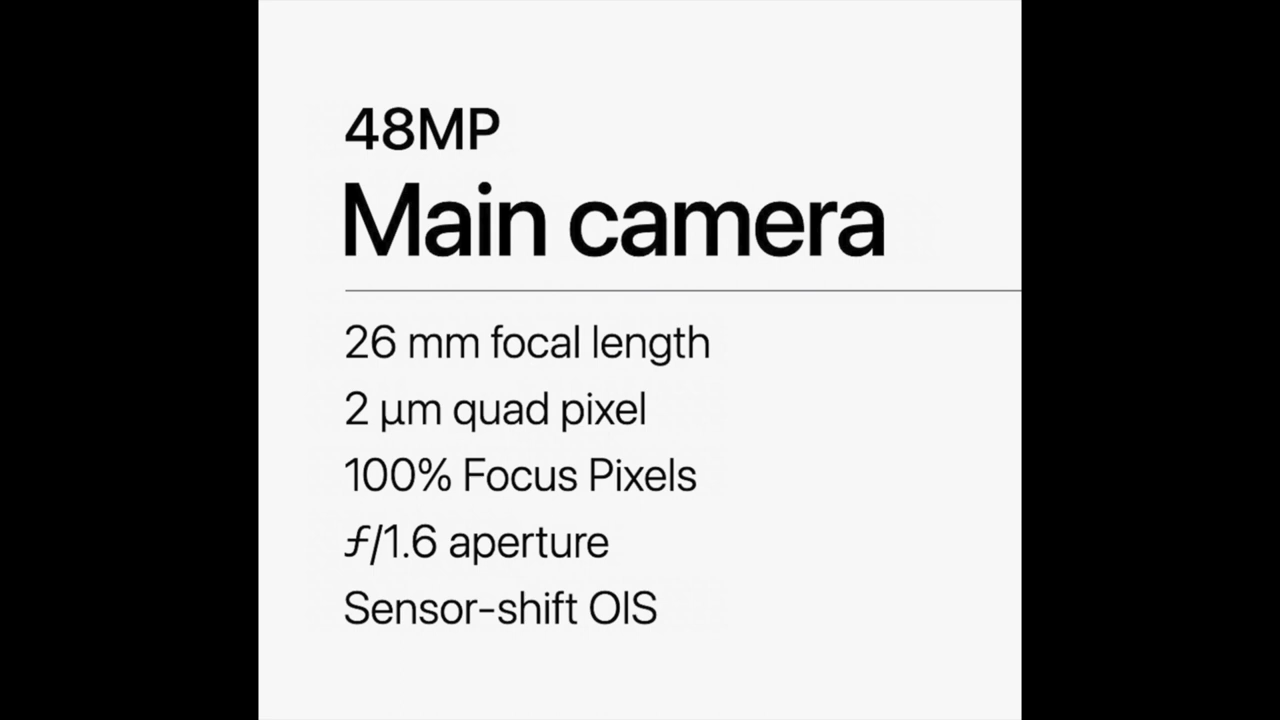 48MP
Main camera
26 mm focal length
2 µm quad pixel
100% Focus Pixels
ƒ/1.6 aperture
Sensor-shift OIS